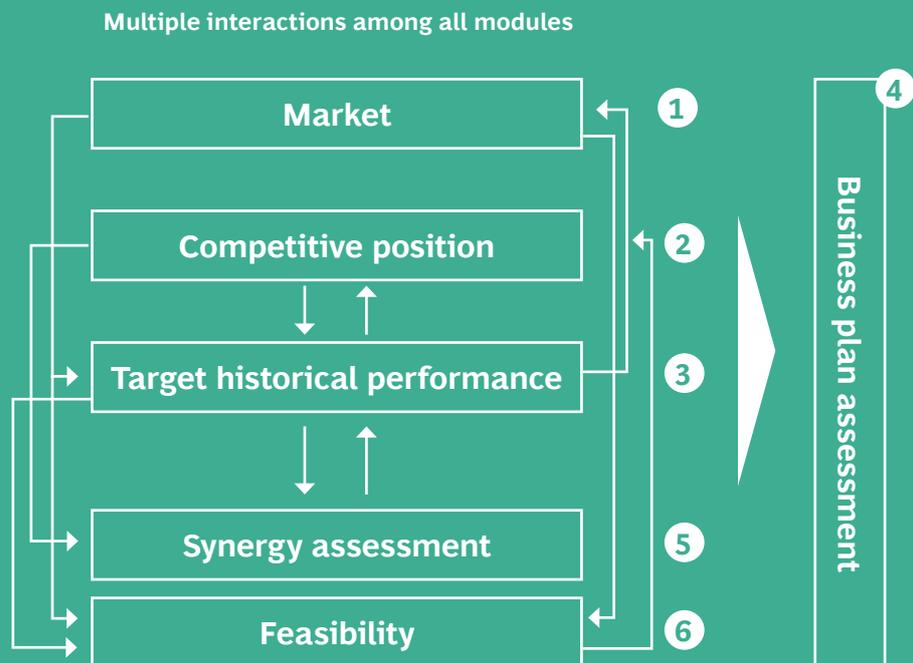 Multiple interactions among all modules
Market
1
Competitive position
2
Target historical performance
3
Synergy assessment
5
Feasibility
6
4
Business plan assessment